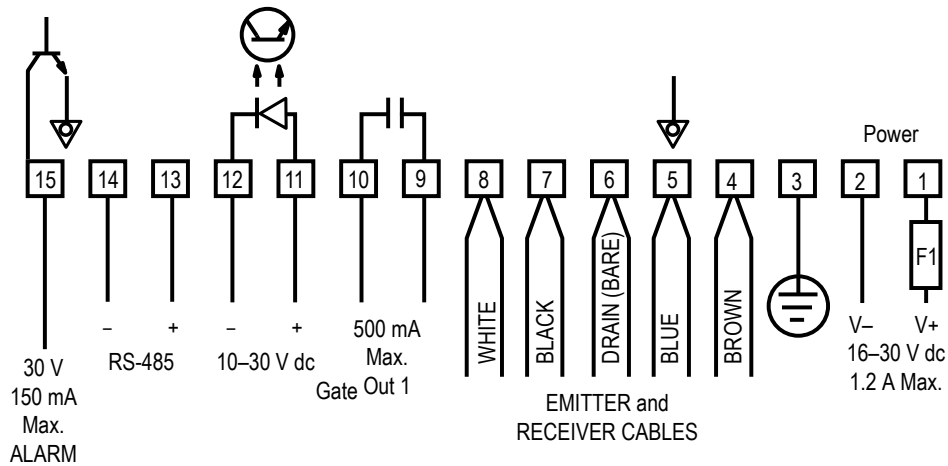 Power
15 14 13 12 11 10 9 8 7 6 5 4 3 2 1
F1
WHITE
BLACK
DRAIN (BARE)
BLUE
BROWN
– +
RS-485
– +
10–30 V dc
500 mA
Max.
Gate Out 1
V– V+
16–30 V dc
1.2 A Max.
30 V
150 mA
Max.
ALARM
EMITTER and
RECEIVER CABLES